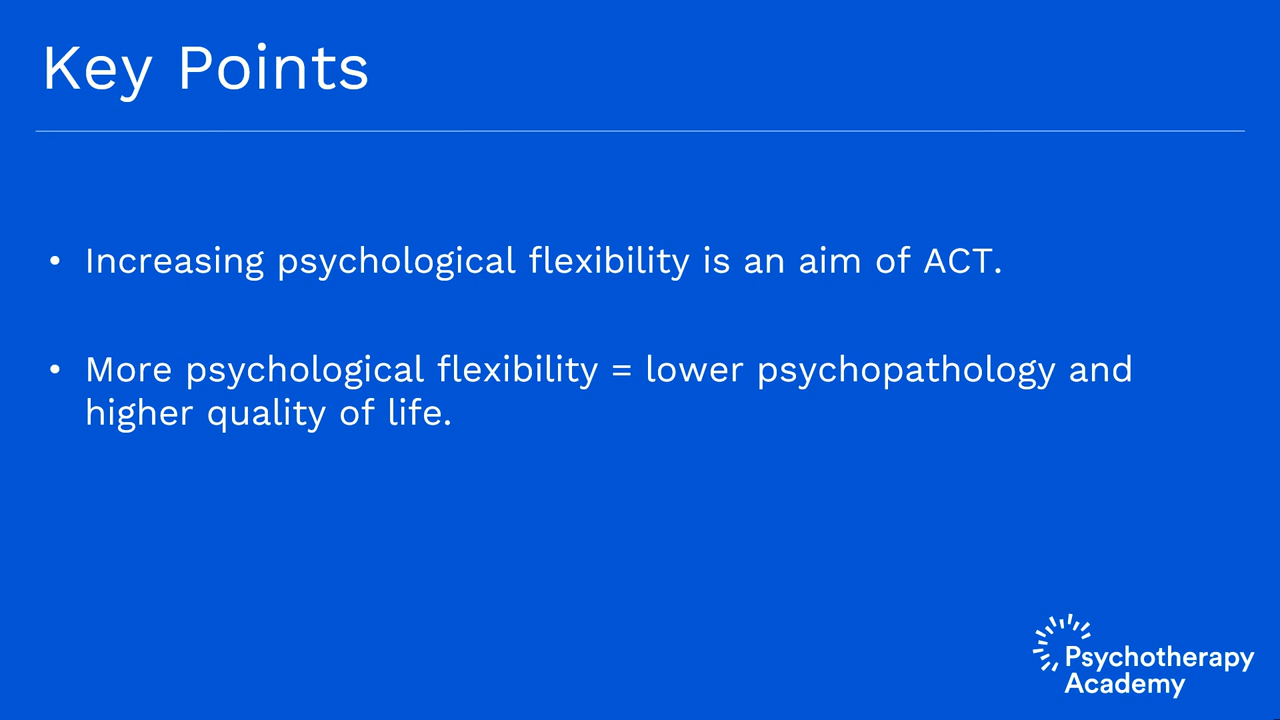 Key Points
• Increasing psychological flexibility is an aim of ACT.
• More psychological flexibility = lower psychopathology and
higher quality of life.
Psychotherapy
Academy